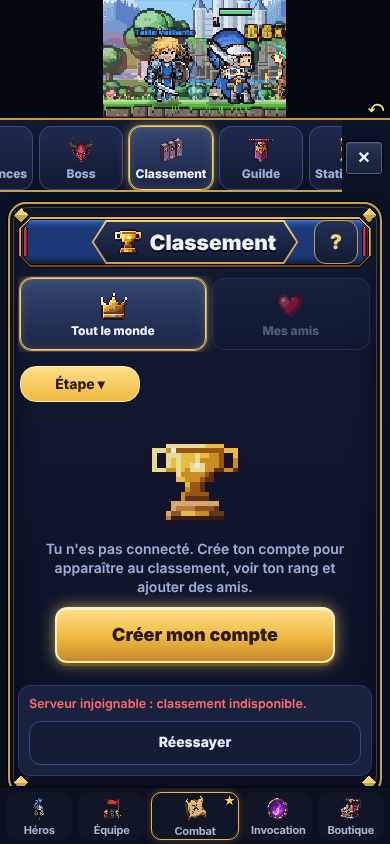 nces
Boss
Classement
Guilde
Stati
×
Classement
?
Tout le monde
Mes amis
Étape ▾
Tu n'es pas connecté. Crée ton compte pour
apparaître au classement, voir ton rang et
ajouter des amis.
Créer mon compte
Serveur injoignable : classement indisponible.
Réessayer
Héros
Équipe
Combat
Invocation
Boutique